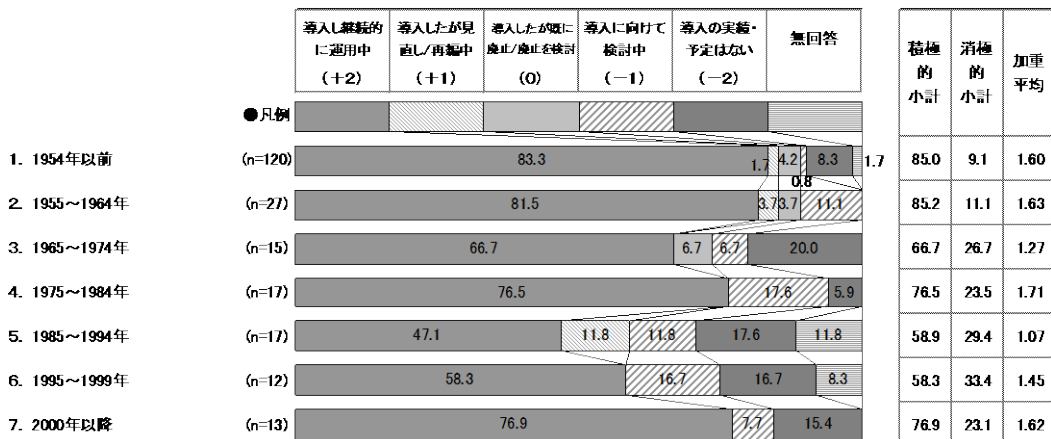 導入し継続的に運用中(+2) 導入したが見直し/再編中(+1) 導入したが既に廃止/廃止を検討(0) 導入に向けて検討中(−1) 導入の実績・予定はない(−2) 無回答 積極的小計 消極的小計 加重平均
●凡例
1. 1954年以前 (n=120) 83.3 1.7 4.2 0.8 8.3 1.7 85.0 9.1 1.60
2. 1955~1964年 (n=27) 81.5 3.7 3.7 11.1 85.2 11.1 1.63
3. 1965~1974年 (n=15) 66.7 6.7 6.7 20.0 66.7 26.7 1.27
4. 1975~1984年 (n=17) 76.5 17.6 5.9 76.5 23.5 1.71
5. 1985~1994年 (n=17) 47.1 11.8 11.8 17.6 11.8 58.9 29.4 1.07
6. 1995~1999年 (n=12) 58.3 16.7 16.7 8.3 58.3 33.4 1.45
7. 2000年以降 (n=13) 76.9 7.7 15.4 76.9 23.1 1.62